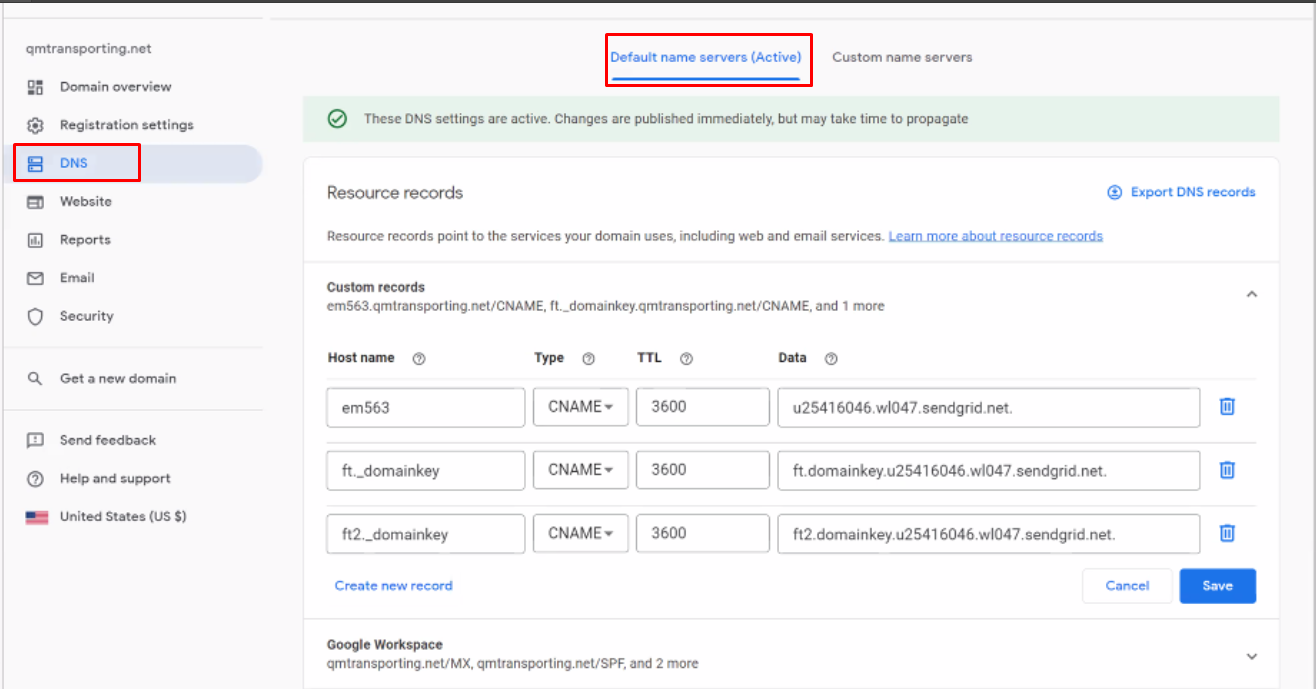 qmtransporting.net
Domain overview
Registration settings
DNS
Website
Reports
Email
Security
Get a new domain
Send feedback
Help and support
United States (US $)
Default name servers (Active) Custom name servers
These DNS settings are active. Changes are published immediately, but may take time to propagate
Resource records Export DNS records
Resource records point to the services your domain uses, including web and email services. Learn more about resource records
Custom records
em563.qmtransporting.net/CNAME, ft._domainkey.qmtransporting.net/CNAME, and 1 more
Host name Type TTL Data
em563 CNAME 3600 u25416046.wl047.sendgrid.net.
ft._domainkey CNAME 3600 ft.domainkey.u25416046.wl047.sendgrid.net.
ft2._domainkey CNAME 3600 ft2.domainkey.u25416046.wl047.sendgrid.net.
Create new record Cancel Save
Google Workspace
qmtransporting.net/MX, qmtransporting.net/SPF, and 2 more